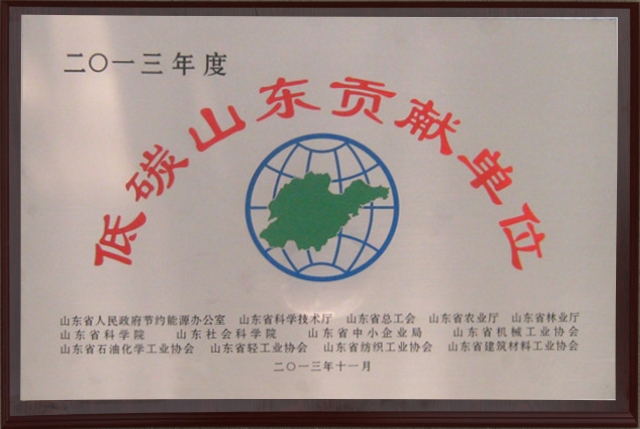 二〇一三年度
低碳山东贡献单位
山东省人民政府节约能源办公室 山东省科学技术厅 山东省总工会 山东省农业厅 山东省林业厅
山东省科学院 山东社会科学院 山东省中小企业局 山东省机械工业协会
山东省石油化学工业协会 山东省轻工业协会 山东省纺织工业协会 山东省建筑材料工业协会
二〇一三年十一月